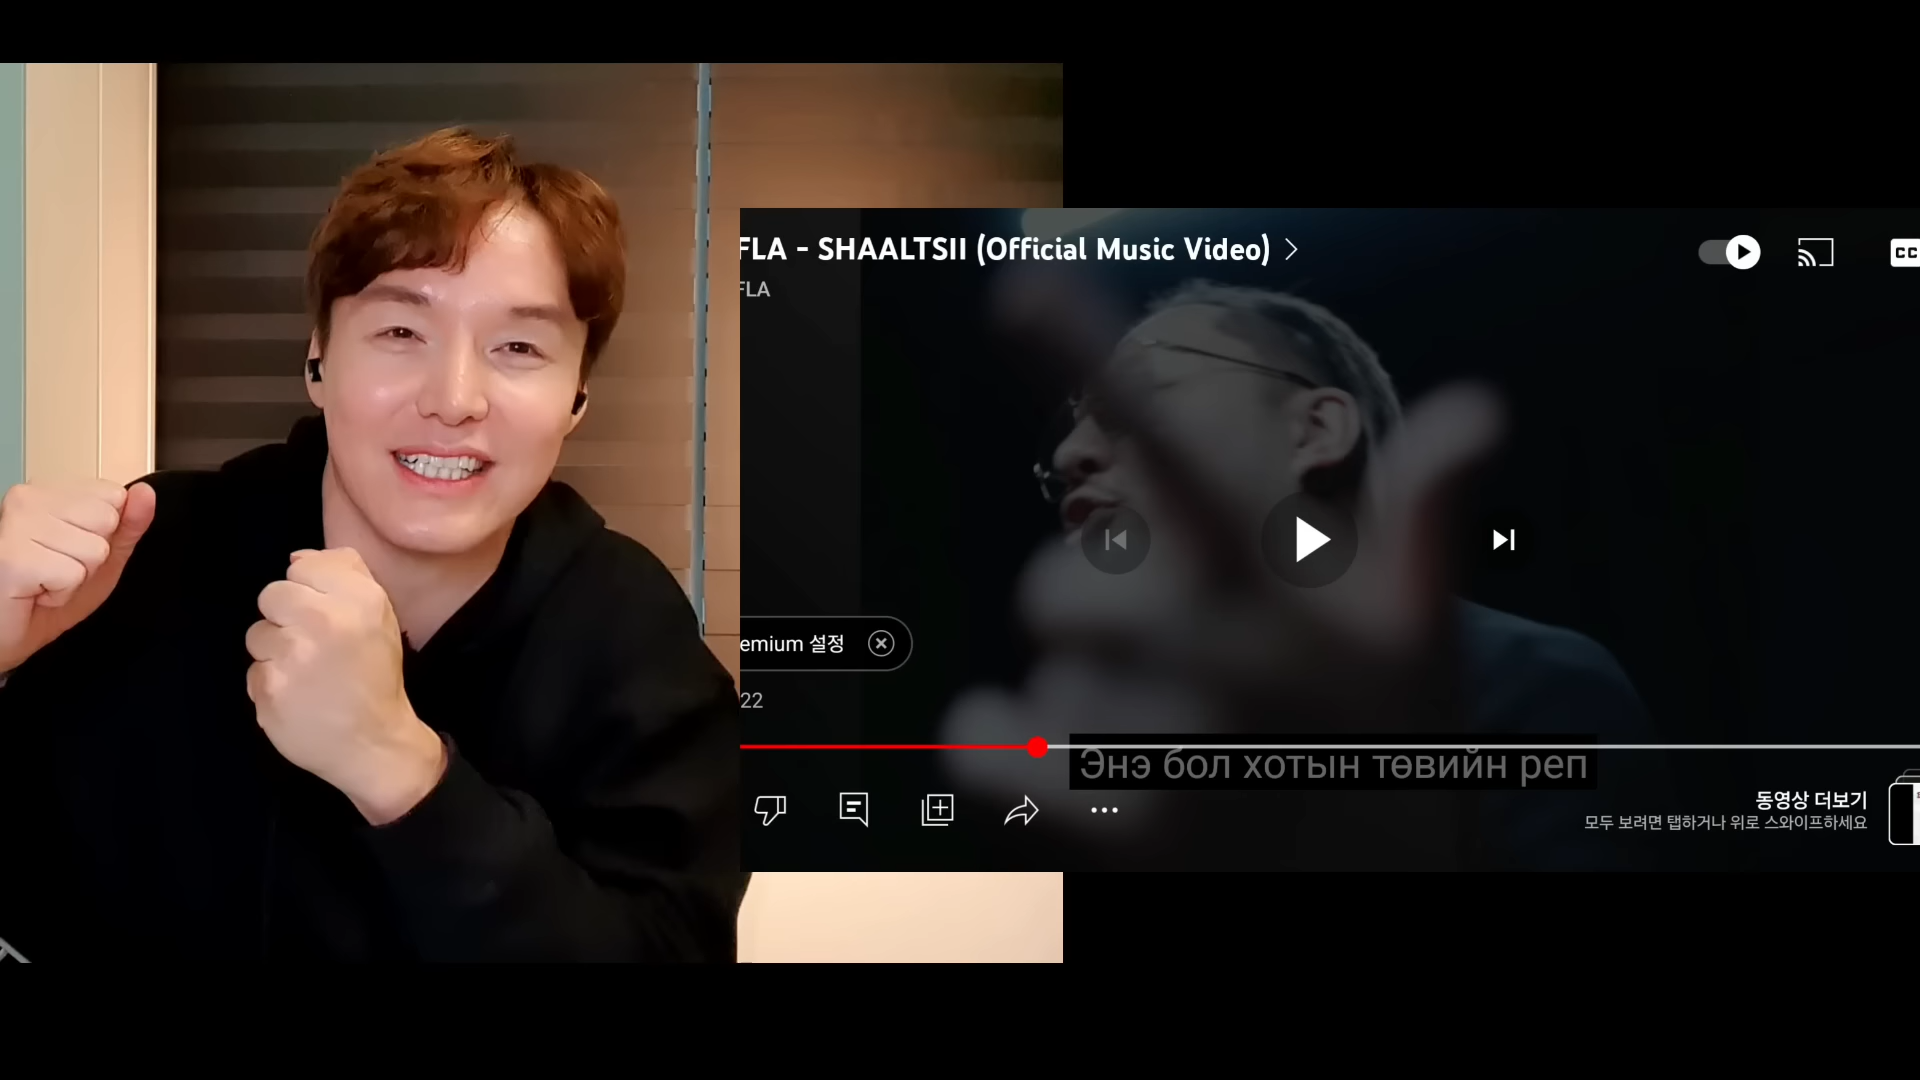 FLA - SHAALTSII (Official Music Video)
FLA
CC
emium 설정
22
Энэ бол хотын төвийн реп
동영상 더보기
모두 보려면 탭하거나 위로 스와이프하세요